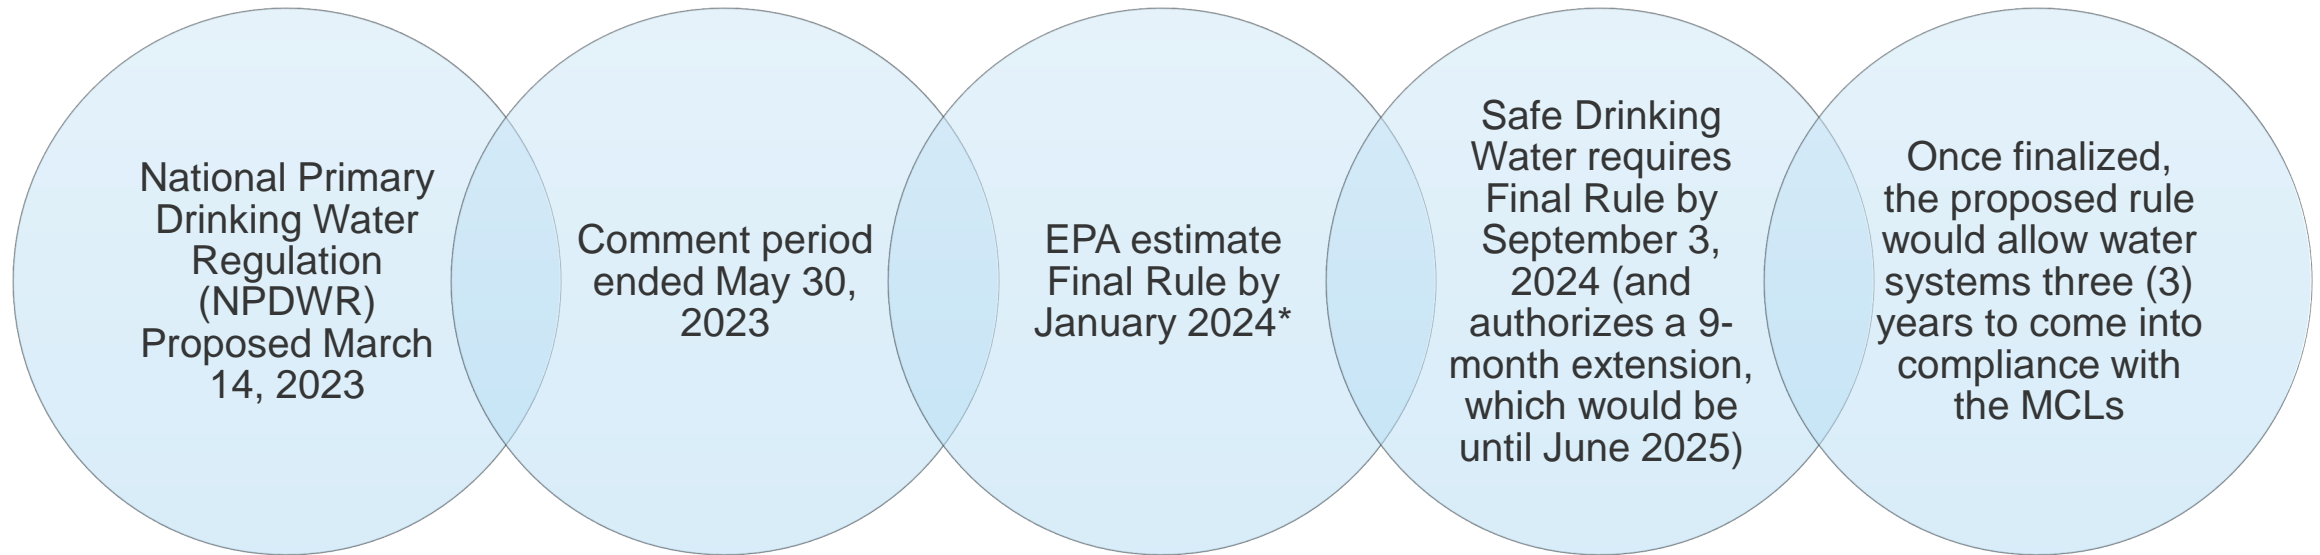 National Primary
Drinking Water
Regulation
(NPDWR)
Proposed March
14, 2023
Comment period
ended May 30,
2023
EPA estimate
Final Rule by
January 2024*
Safe Drinking
Water requires
Final Rule by
September 3,
2024 (and
authorizes a 9-
month extension,
which would be
until June 2025)
Once finalized,
the proposed rule
would allow water
systems three (3)
years to come into
compliance with
the MCLs